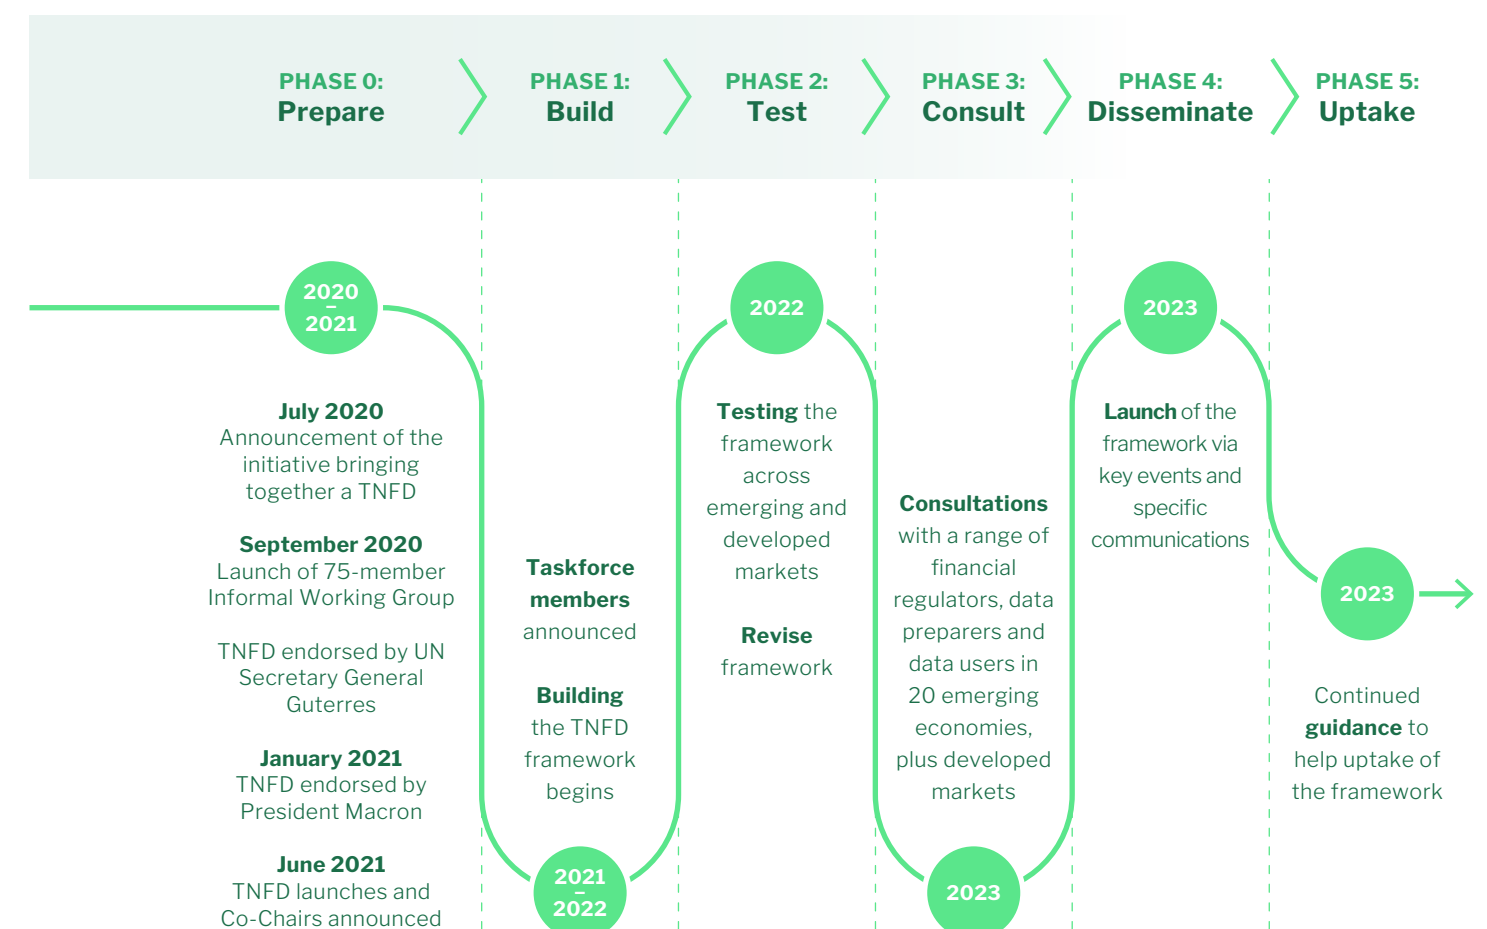 PHASE 0:
Prepare
PHASE 1:
Build
PHASE 2:
Test
PHASE 3:
Consult
PHASE 4:
Disseminate
PHASE 5:
Uptake
2020
–
2021
July 2020
Announcement of the
initiative bringing
together a TNFD
September 2020
Launch of 75-member
Informal Working Group
TNFD endorsed by UN
Secretary General
Guterres
January 2021
TNFD endorsed by
President Macron
June 2021
TNFD launches and
Co-Chairs announced
Taskforce
members
announced
Building
the TNFD
framework
begins
2021
–
2022
2022
Testing the
framework
across
emerging and
developed
markets
Revise
framework
Consultations
with a range of
financial
regulators, data
preparers and
data users in
20 emerging
economies,
plus developed
markets
2023
2023
Launch of the
framework via
key events and
specific
communications
2023
Continued
guidance to
help uptake of
the framework